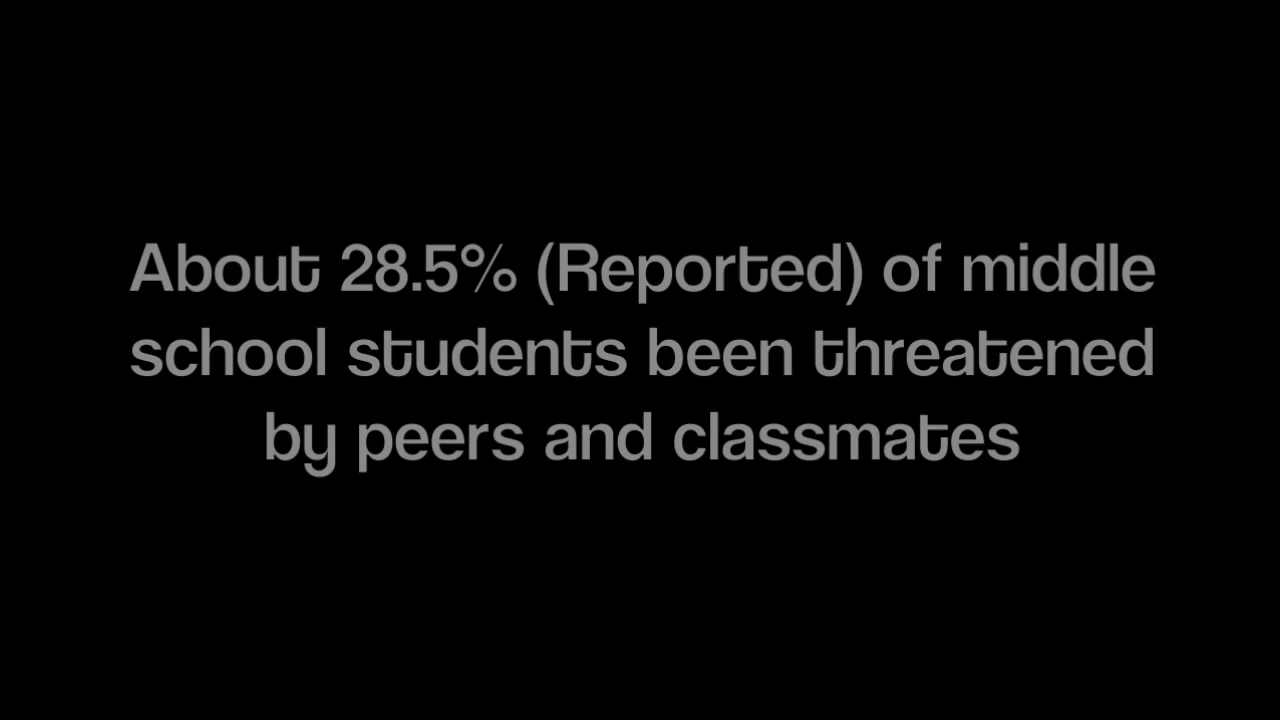 About 28.5% (Reported) of middle
school students been threatened
by peers and classmates